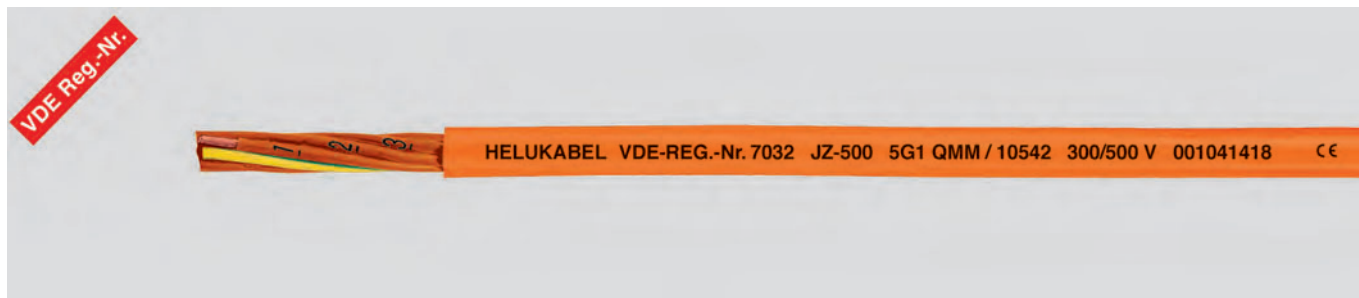 VDE Reg.-Nr.
1
2
3
HELUKABEL VDE-REG.-Nr. 7032 JZ-500 5G1 QMM / 10542 300/500 V 001041418 CE